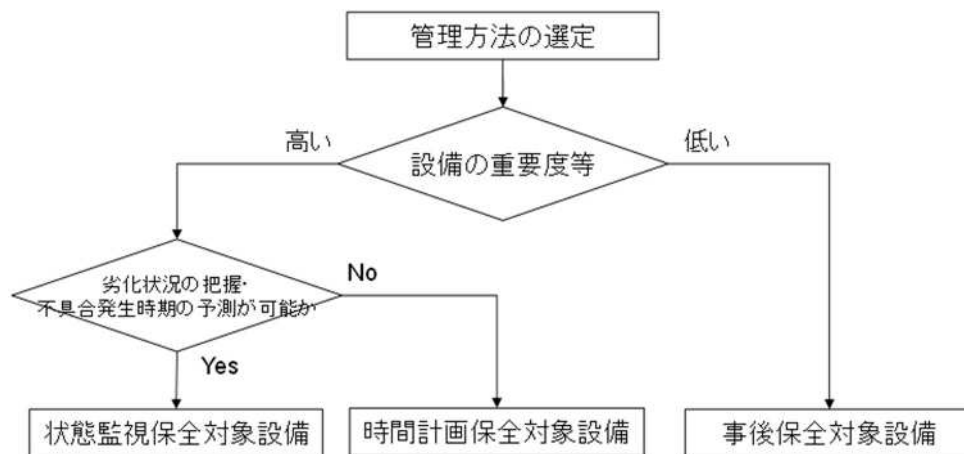 管理方法の選定
高い
低い
設備の重要度等
劣化状況の把握・
不具合発生時期の予測が可能か
No
Yes
状態監視保全対象設備
時間計画保全対象設備
事後保全対象設備